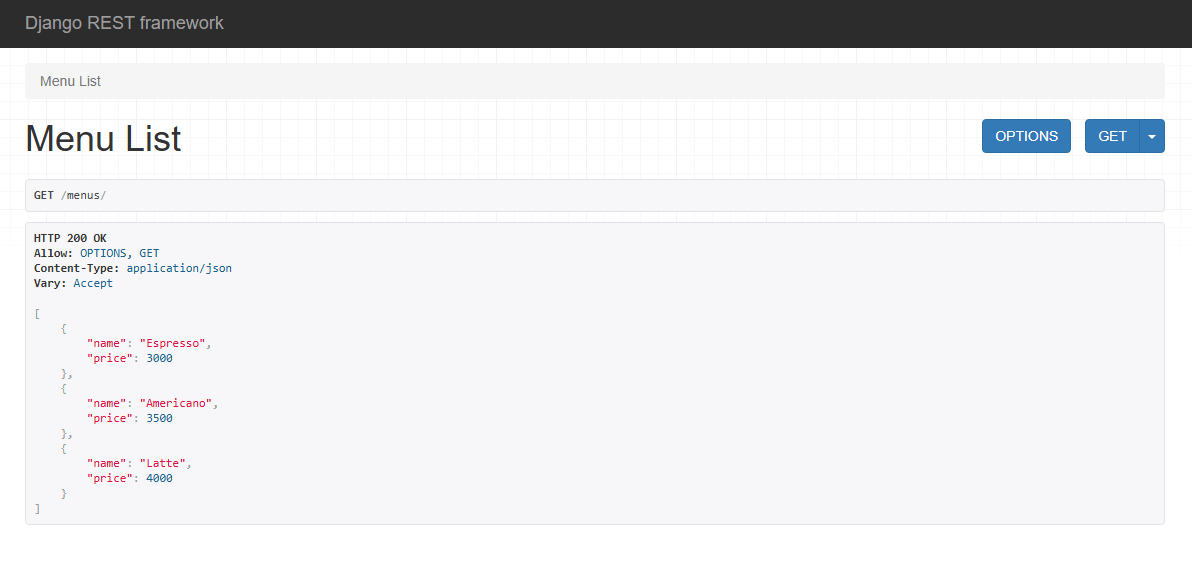 Django REST framework
Menu List
Menu List
OPTIONS
GET
GET /menus/
HTTP 200 OK
Allow: OPTIONS, GET
Content-Type: application/json
Vary: Accept
[
    {
        "name": "Espresso",
        "price": 3000
    },
    {
        "name": "Americano",
        "price": 3500
    },
    {
        "name": "Latte",
        "price": 4000
    }
]